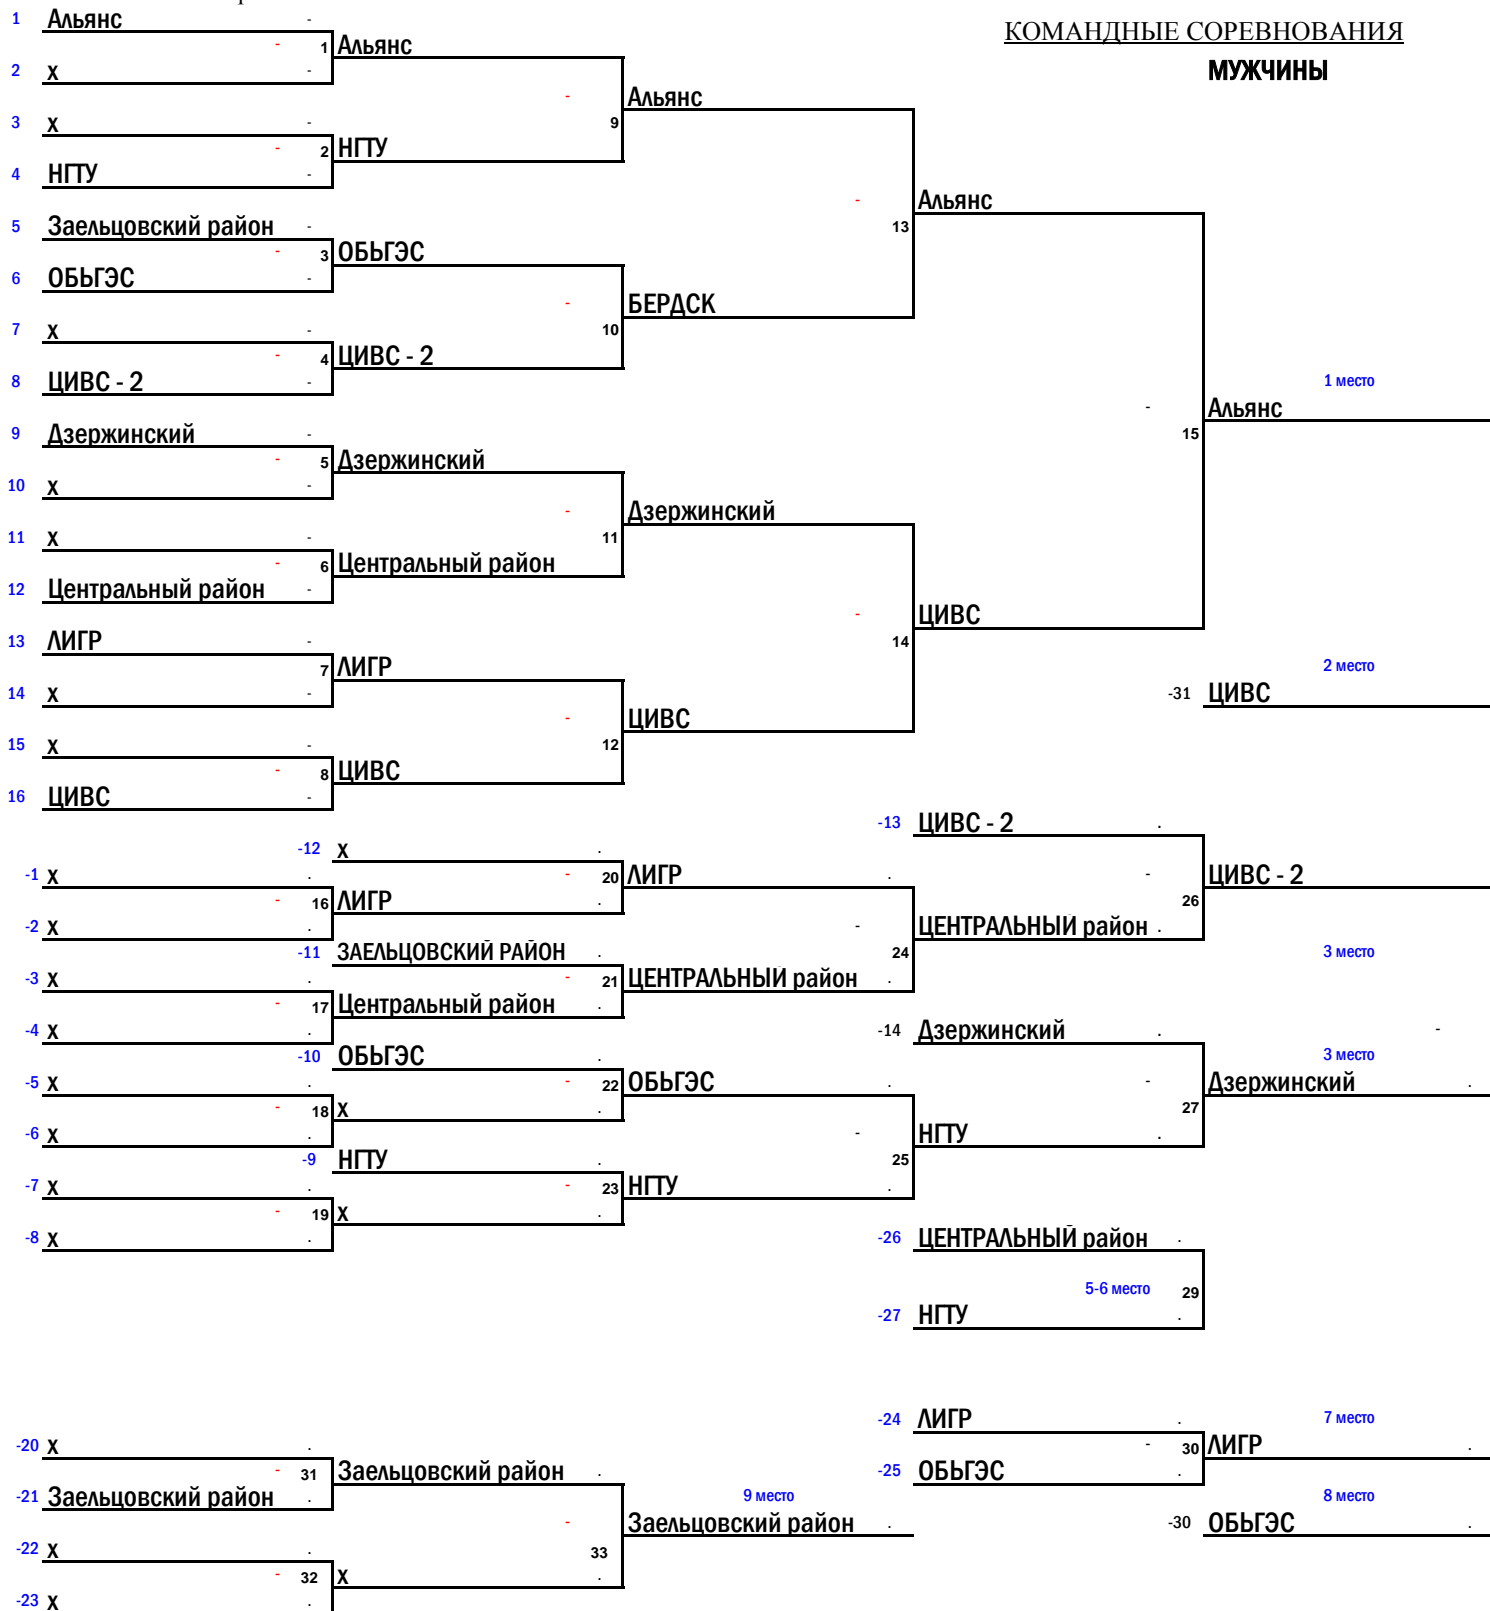 1 Альянс -
КОМАНДНЫЕ СОРЕВНОВАНИЯ
- 1 Альянс
2 X -
МУЖЧИНЫ
- Альянс
3 X - 9
- 2 НГТУ
4 НГТУ -
- Альянс
5 Заельцовский район - 13
- 3 ОБЬГЭС
6 ОБЬГЭС -
- БЕРДСК
7 X - 10
- 4 ЦИВС - 2
8 ЦИВС - 2 - 1 место
- Альянс
9 Дзержинский - 15
- 5 Дзержинский
10 X -
- Дзержинский
11 X - 11
- 6 Центральный район
12 Центральный район -
- ЦИВС
13 ЛИГР - 14
7 ЛИГР 2 место
14 X - -31 ЦИВС
- ЦИВС
15 X - 12
- 8 ЦИВС
16 ЦИВС -
-13 ЦИВС - 2 .
-12 X .
-1 X . - 20 ЛИГР . - ЦИВС - 2
- 16 ЛИГР . 26
-2 X . - ЦЕНТРАЛЬНЫЙ район .
-11 ЗАЕЛЬЦОВСКИЙ РАЙОН . 24 3 место
-3 X . - 21 ЦЕНТРАЛЬНЫЙ район .
- 17 Центральный район .
-4 X . -14 Дзержинский . -
-10 ОБЬГЭС . 3 место
-5 X . - 22 ОБЬГЭС . - Дзержинский .
- 18 X . 27
-6 X . - НГТУ .
-9 НГТУ . 25
-7 X . - 23 НГТУ .
- 19 X .
-8 X . -26 ЦЕНТРАЛЬНЫЙ район .
5-6 место 29
-27 НГТУ .
-24 ЛИГР . 7 место
-20 X . - 30 ЛИГР .
- 31 Заельцовский район . -25 ОБЬГЭС .
-21 Заельцовский район . 9 место 8 место
- Заельцовский район . -30 ОБЬГЭС .
-22 X . 33
- 32 X .
-23 X .